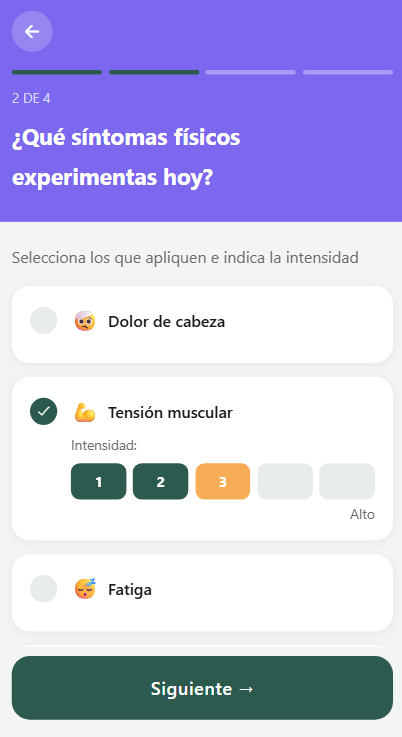 2 DE 4
¿Qué síntomas físicos
experimentas hoy?
Selecciona los que apliquen e indica la intensidad
Dolor de cabeza
Tensión muscular
Intensidad:
1 2 3
Alto
Fatiga
Siguiente →